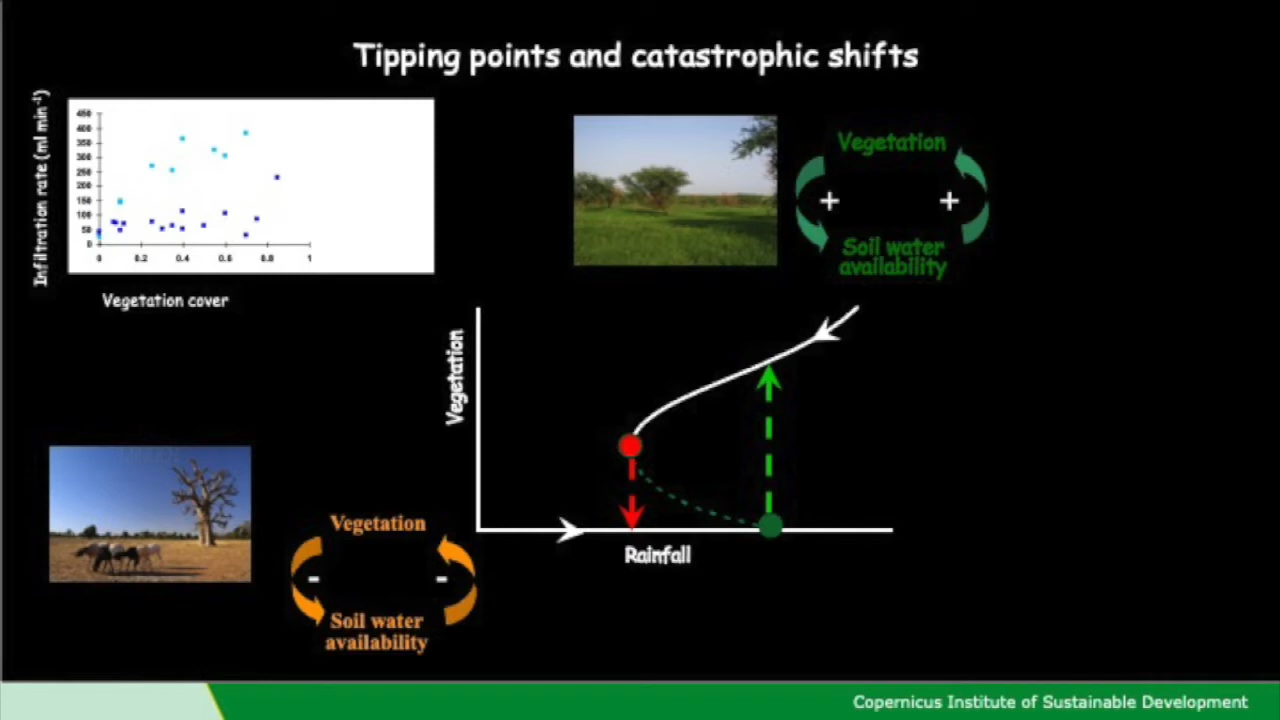 Tipping points and catastrophic shifts
Infiltration rate (ml min⁻¹)
450
400
350
300
250
200
150
100
50
0
0 0.2 0.4 0.6 0.8 1
Vegetation cover
Vegetation
+ +
Soil water
availability
Vegetation
Rainfall
Vegetation
- -
Soil water
availability
Copernicus Institute of Sustainable Development